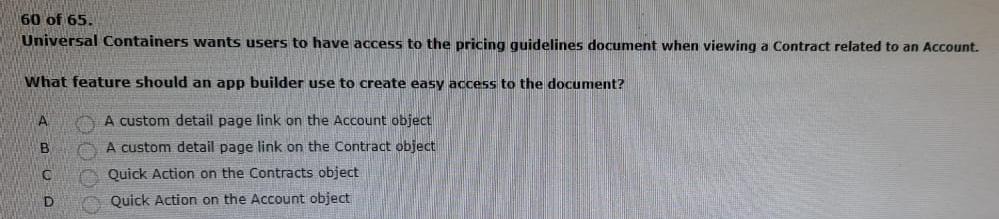 60 of 65.
Universal Containers wants users to have access to the pricing guidelines document when viewing a Contract related to an Account.
What feature should an app builder use to create easy access to the document?
A A custom detail page link on the Account object
B A custom detail page link on the Contract object
C Quick Action on the Contracts object
D Quick Action on the Account object